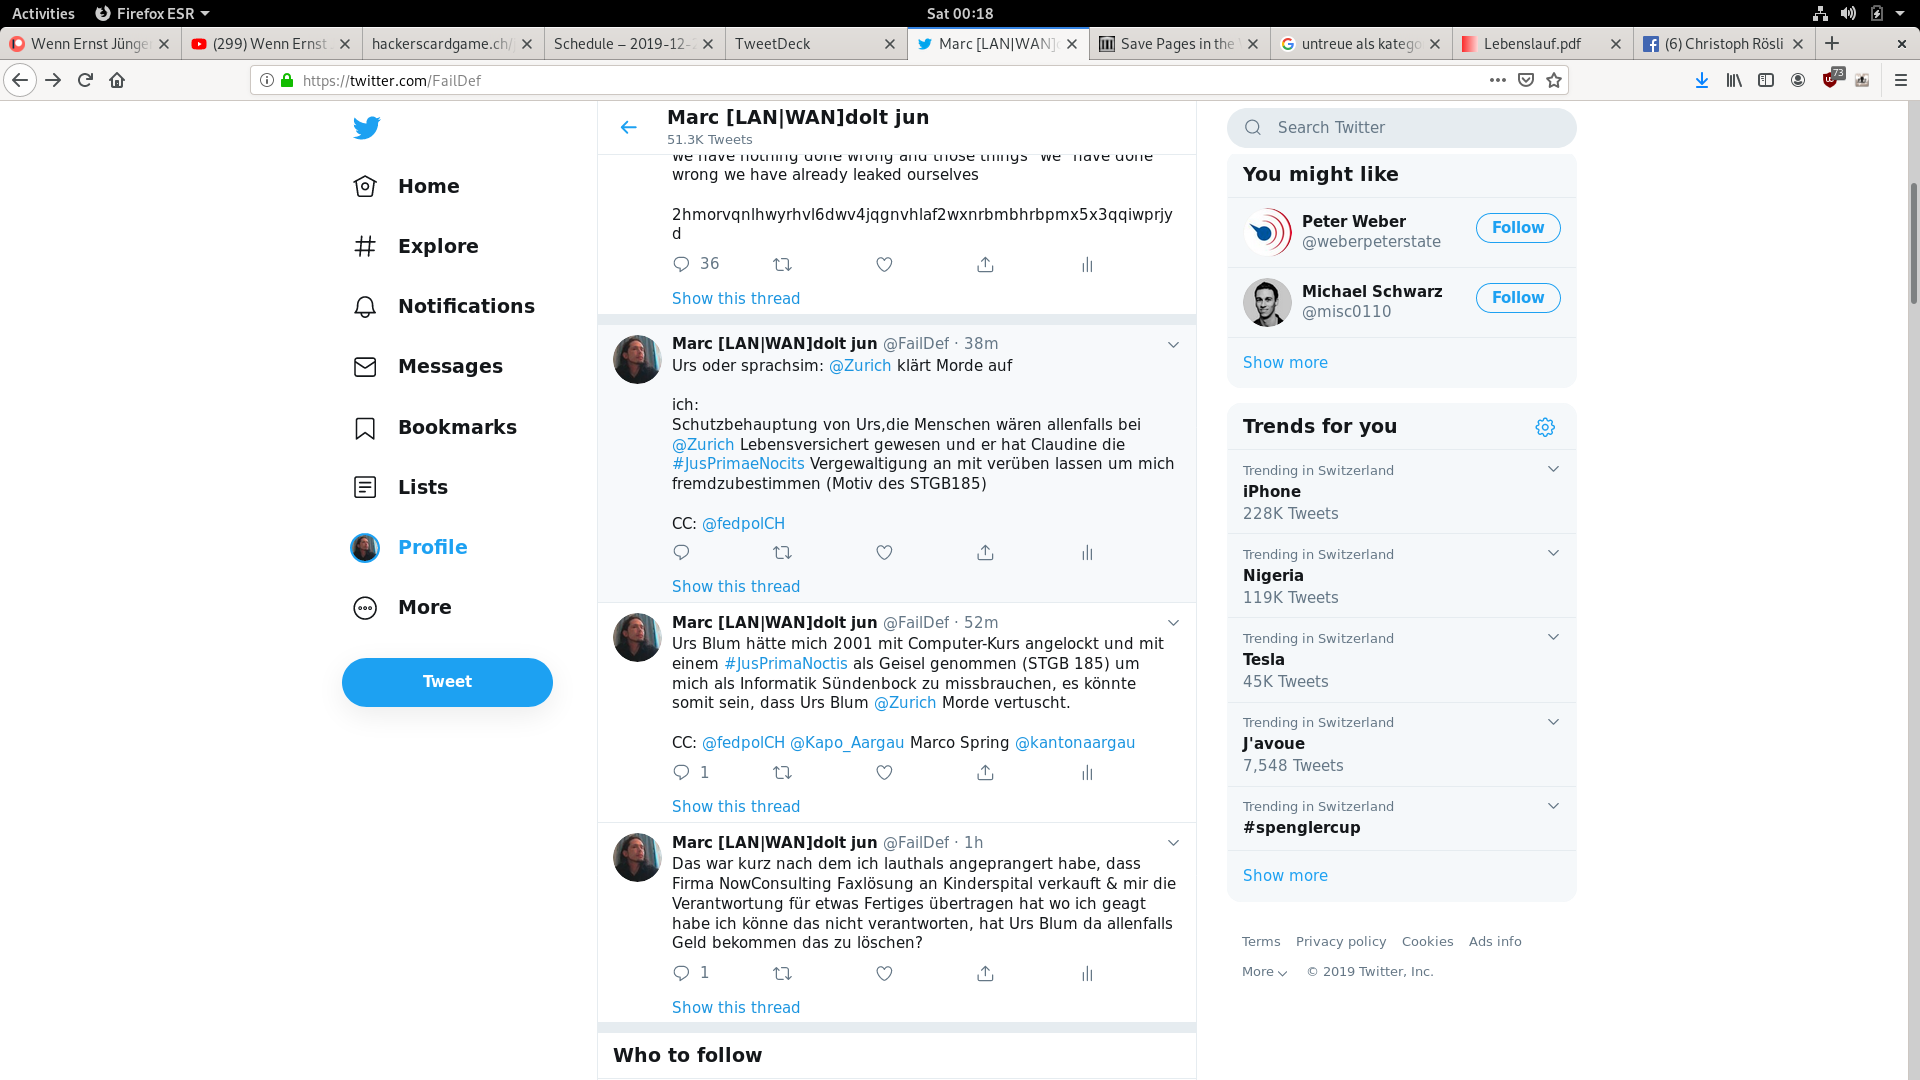 Activities
Firefox ESR
Sat 00:18
Wenn Ernst Jünge
(299) Wenn Ernst
hackerscardgame.ch/
Schedule – 2019-12-
TweetDeck
Marc [LAN|WAN]
Save Pages in the
untreue als katego
Lebenslauf.pdf
(6) Christoph Rösli
https://twitter.com/FailDef
73
Home
Explore
Notifications
Messages
Bookmarks
Lists
Profile
More
Tweet
Marc [LAN|WAN]dolt jun
51.3K Tweets
we have nothing done wrong and those things "we" have done
wrong we have already leaked ourselves
2hmorvqnlhwyrhvl6dwv4jqgnvhlaf2wxnrbmbhrbpmx5x3qqiwprjy
d
36
Show this thread
Marc [LAN|WAN]dolt jun @FailDef · 38m
Urs oder sprachsim: @Zurich klärt Morde auf
ich:
Schutzbehauptung von Urs,die Menschen wären allenfalls bei
@Zurich Lebensversichert gewesen und er hat Claudine die
#JusPrimaeNocits Vergewaltigung an mit verüben lassen um mich
fremdzubestimmen (Motiv des STGB185)
CC: @fedpolCH
Show this thread
Marc [LAN|WAN]dolt jun @FailDef · 52m
Urs Blum hätte mich 2001 mit Computer-Kurs angelockt und mit
einem #JusPrimaNoctis als Geisel genommen (STGB 185) um
mich als Informatik Sündenbock zu missbrauchen, es könnte
somit sein, dass Urs Blum @Zurich Morde vertuscht.
CC: @fedpolCH @Kapo_Aargau Marco Spring @kantonaargau
1
Show this thread
Marc [LAN|WAN]dolt jun @FailDef · 1h
Das war kurz nach dem ich lauthals angeprangert habe, dass
Firma NowConsulting Faxlösung an Kinderspital verkauft & mir die
Verantwortung für etwas Fertiges übertragen hat wo ich geagt
habe ich könne das nicht verantworten, hat Urs Blum da allenfalls
Geld bekommen das zu löschen?
1
Show this thread
Who to follow
Search Twitter
You might like
Peter Weber
@weberpeterstate
Follow
Michael Schwarz
@misc0110
Follow
Show more
Trends for you
Trending in Switzerland
iPhone
228K Tweets
Trending in Switzerland
Nigeria
119K Tweets
Trending in Switzerland
Tesla
45K Tweets
Trending in Switzerland
J'avoue
7,548 Tweets
Trending in Switzerland
#spenglercup
Show more
Terms Privacy policy Cookies Ads info
More © 2019 Twitter, Inc.